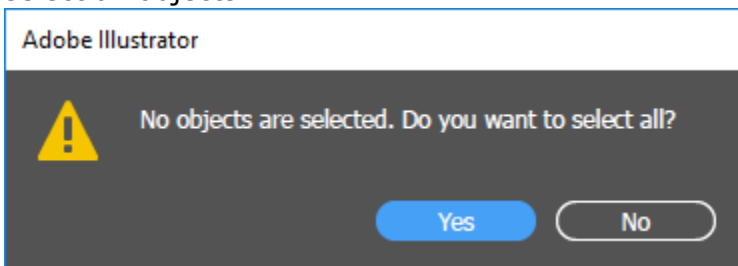 Adobe Illustrator
No objects are selected. Do you want to select all?
Yes
No